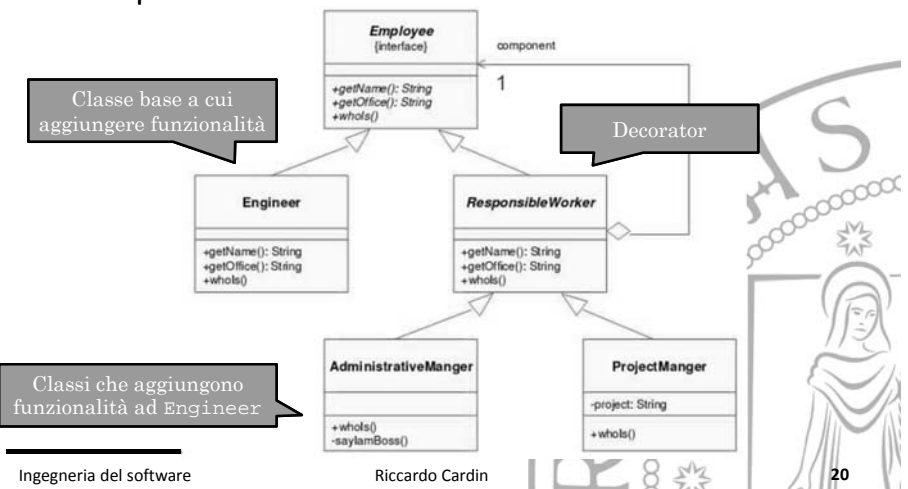 Employee
{interface}
+getName(): String
+getOffice(): String
+whoIs()
component
1
Classe base a cui
aggiungere funzionalità
Decorator
Engineer
+getName(): String
+getOffice(): String
+whoIs()
ResponsibleWorker
+getName(): String
+getOffice(): String
+whoIs()
Classi che aggiungono
funzionalità ad Engineer
AdministrativeManger
+whoIs()
-sayIamBoss()
ProjectManger
-project: String
+whoIs()
Ingegneria del software
Riccardo Cardin
20